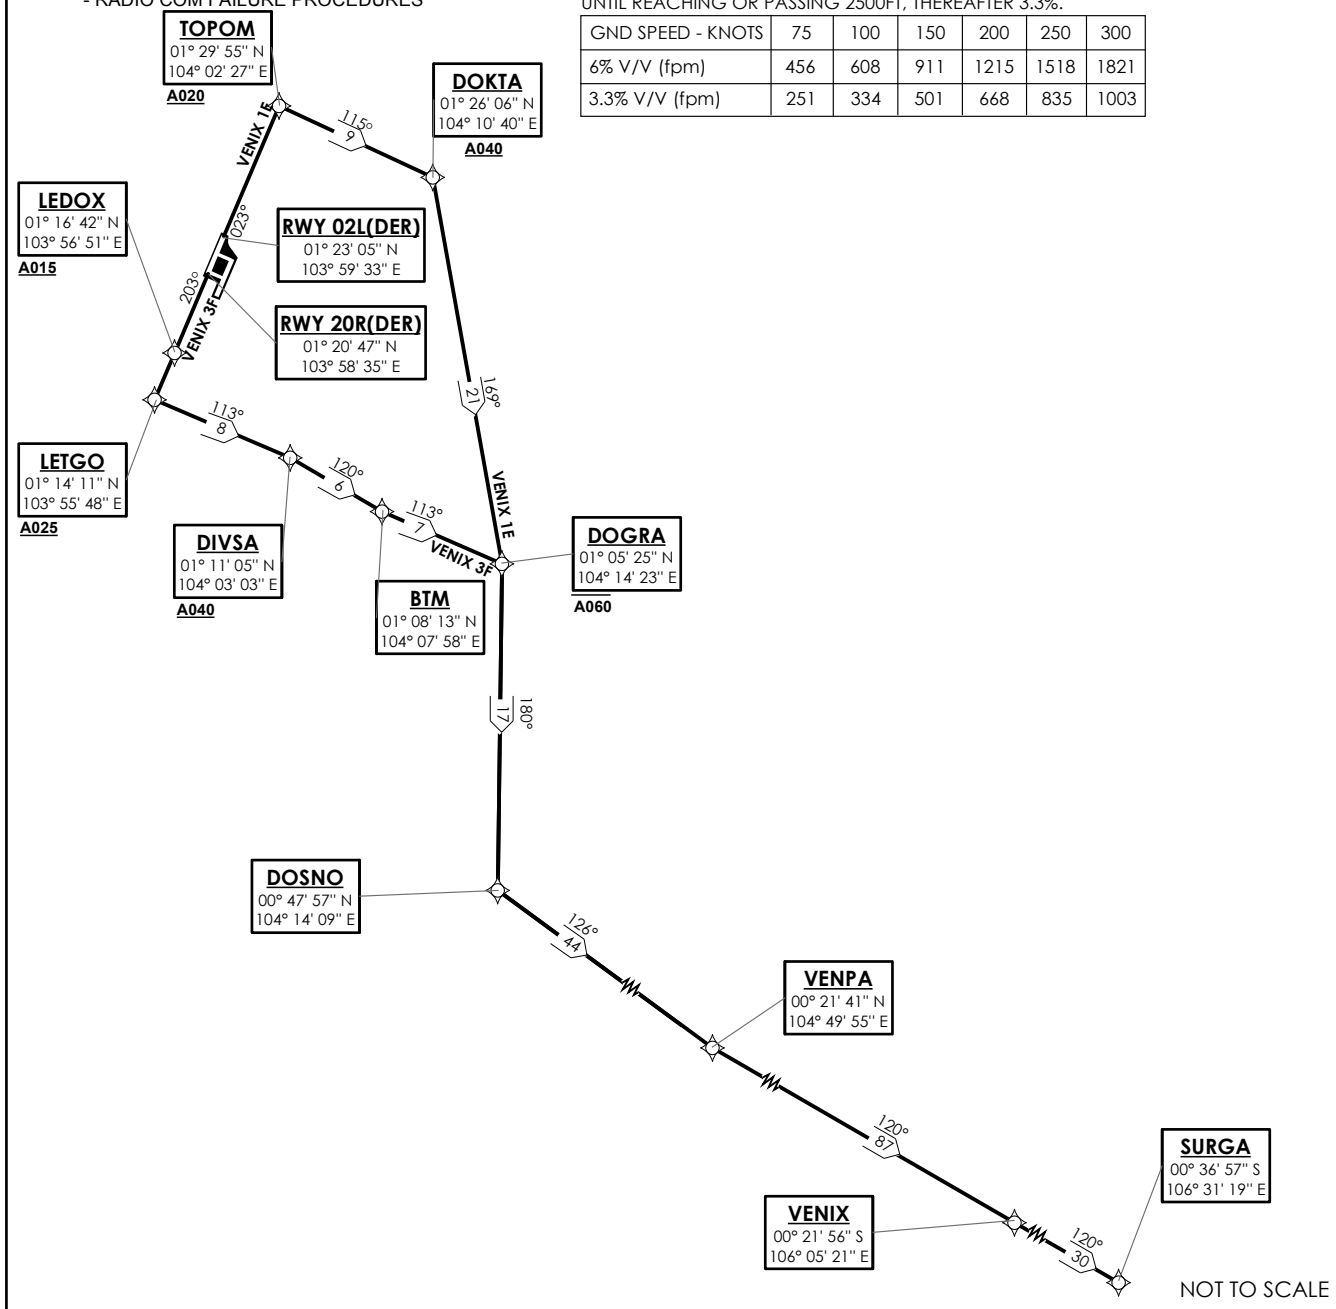 - RADIO COM FAILURE PROCEDURES
UNTIL REACHING OR PASSING 2500FT, THEREAFTER 3.3%.
GND SPEED - KNOTS 75 100 150 200 250 300
6% V/V (fpm) 456 608 911 1215 1518 1821
3.3% V/V (fpm) 251 334 501 668 835 1003
TOPOM
01° 29' 55" N
104° 02' 27" E
A020
DOKTA
01° 26' 06" N
104° 10' 40" E
A040
115°
9
VENIX 1E
LEDOX
01° 16' 42" N
103° 56' 51" E
A015
023°
RWY 02L(DER)
01° 23' 05" N
103° 59' 33" E
203°
VENIX 3F
RWY 20R(DER)
01° 20' 47" N
103° 58' 35" E
169°
21
LETGO
01° 14' 11" N
103° 55' 48" E
A025
113°
8
120°
6
113°
7
VENIX 3F
VENIX 1E
DIVSA
01° 11' 05" N
104° 03' 03" E
A040
BTM
01° 08' 13" N
104° 07' 58" E
DOGRA
01° 05' 25" N
104° 14' 23" E
A060
180°
17
DOSNO
00° 47' 57" N
104° 14' 09" E
126°
44
VENPA
00° 21' 41" N
104° 49' 55" E
120°
87
SURGA
00° 36' 57" S
106° 31' 19" E
VENIX
00° 21' 56" S
106° 05' 21" E
120°
30
NOT TO SCALE